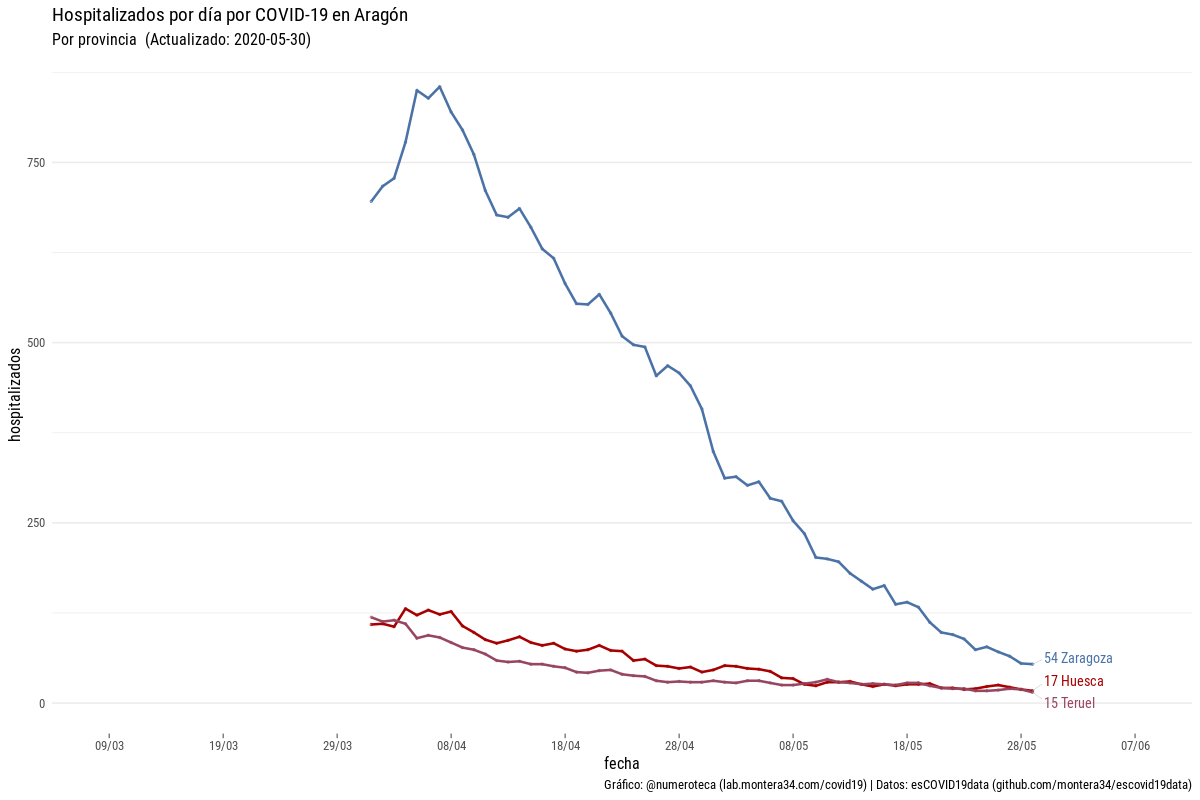 Hospitalizados por día por COVID-19 en Aragón
Por provincia (Actualizado: 2020-05-30)
hospitalizados
750
500
250
0
54 Zaragoza
17 Huesca
15 Teruel
09/03 19/03 29/03 08/04 18/04 28/04 08/05 18/05 28/05 07/06
fecha
Gráfico: @numeroteca (lab.montera34.com/covid19) | Datos: esCOVID19data (github.com/montera34/escovid19data)